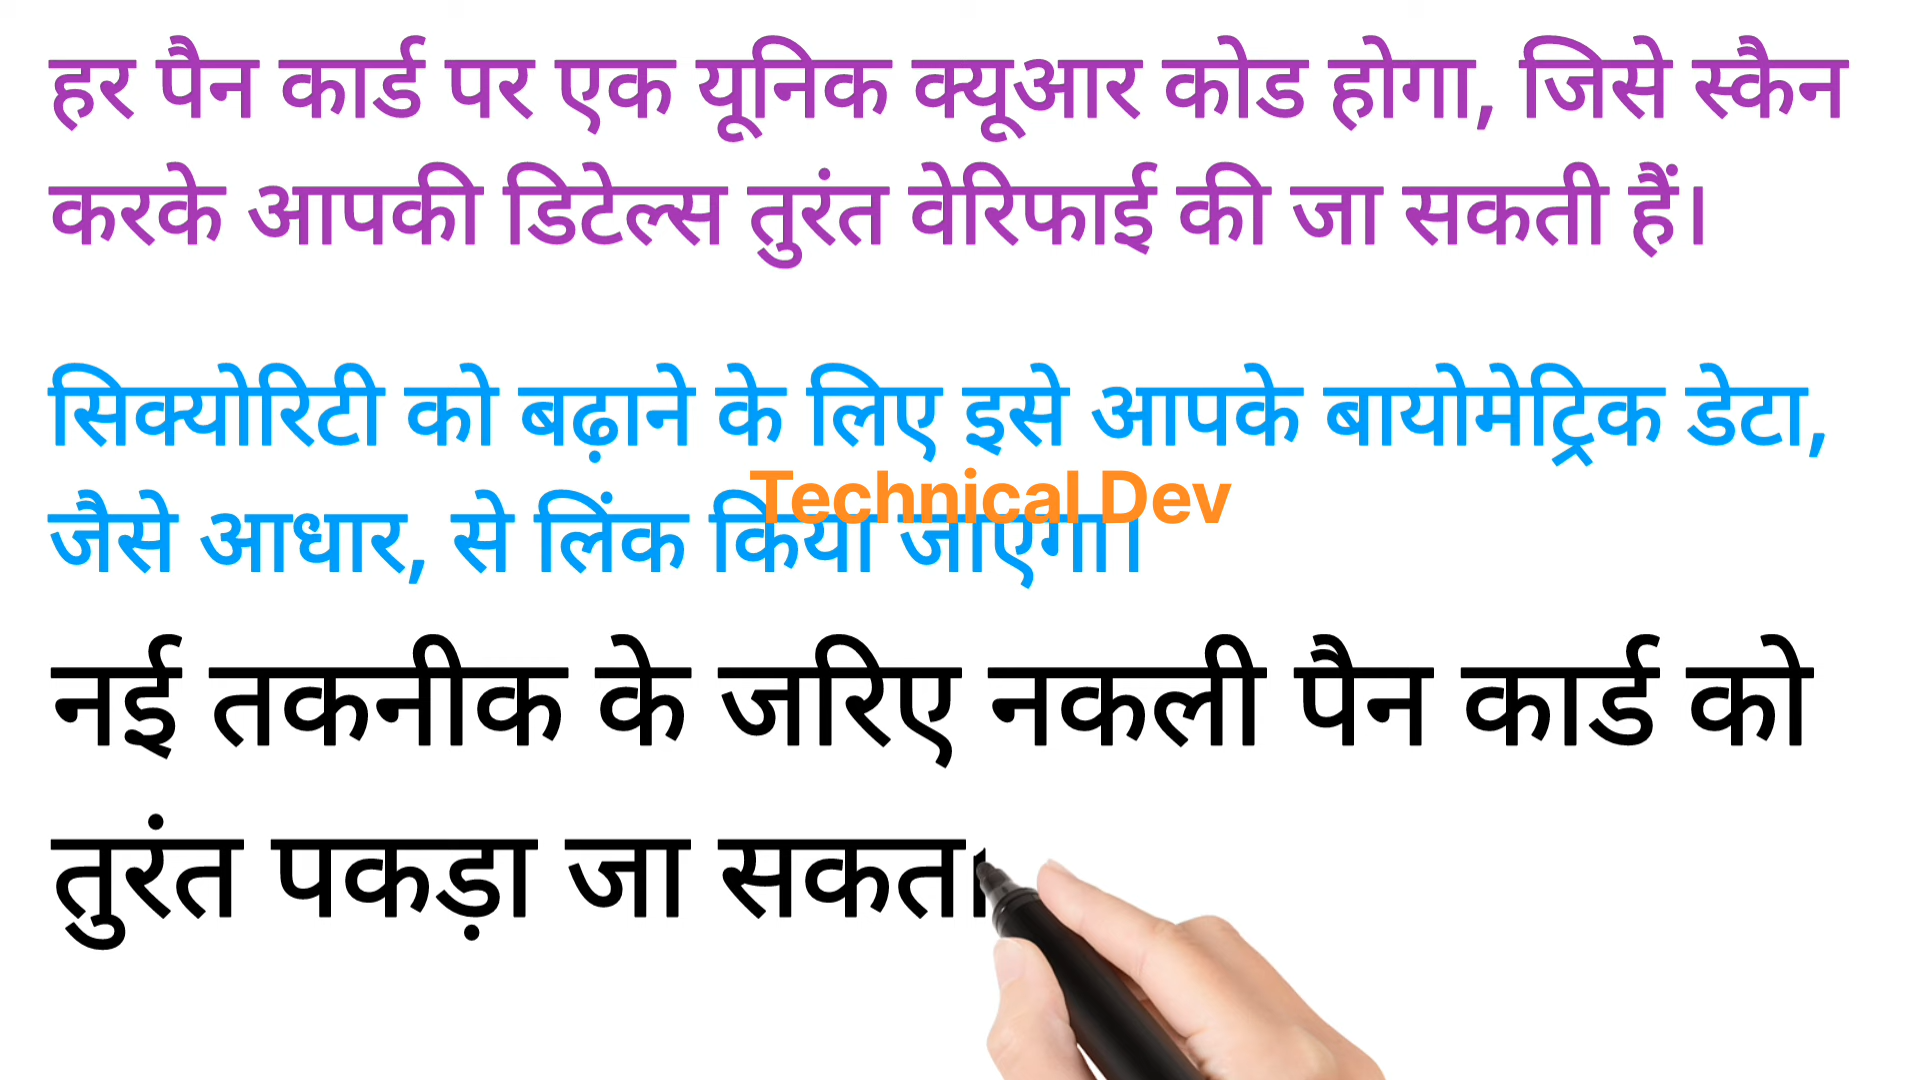 हर पैन कार्ड पर एक यूनिक क्यूआर कोड होगा, जिसे स्कैन
करके आपकी डिटेल्स तुरंत वेरिफाई की जा सकती हैं।
सिक्योरिटी को बढ़ाने के लिए इसे आपके बायोमेट्रिक डेटा,
Technical Dev
जैसे आधार, से लिंक किया जाएगा।
नई तकनीक के जरिए नकली पैन कार्ड को
तुरंत पकड़ा जा सकता